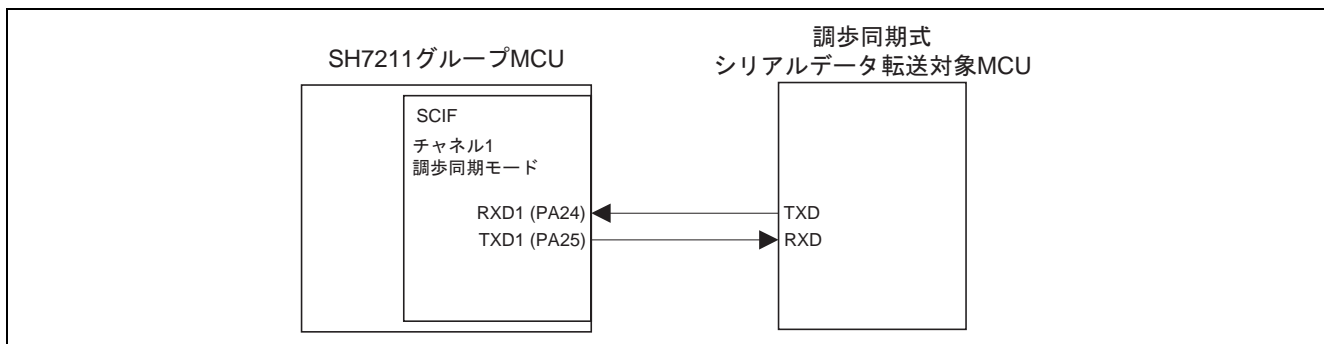 SH7211グループMCU
調歩同期式
シリアルデータ転送対象MCU
SCIF
チャネル1
調歩同期モード
RXD1 (PA24)
TXD1 (PA25)
TXD
RXD